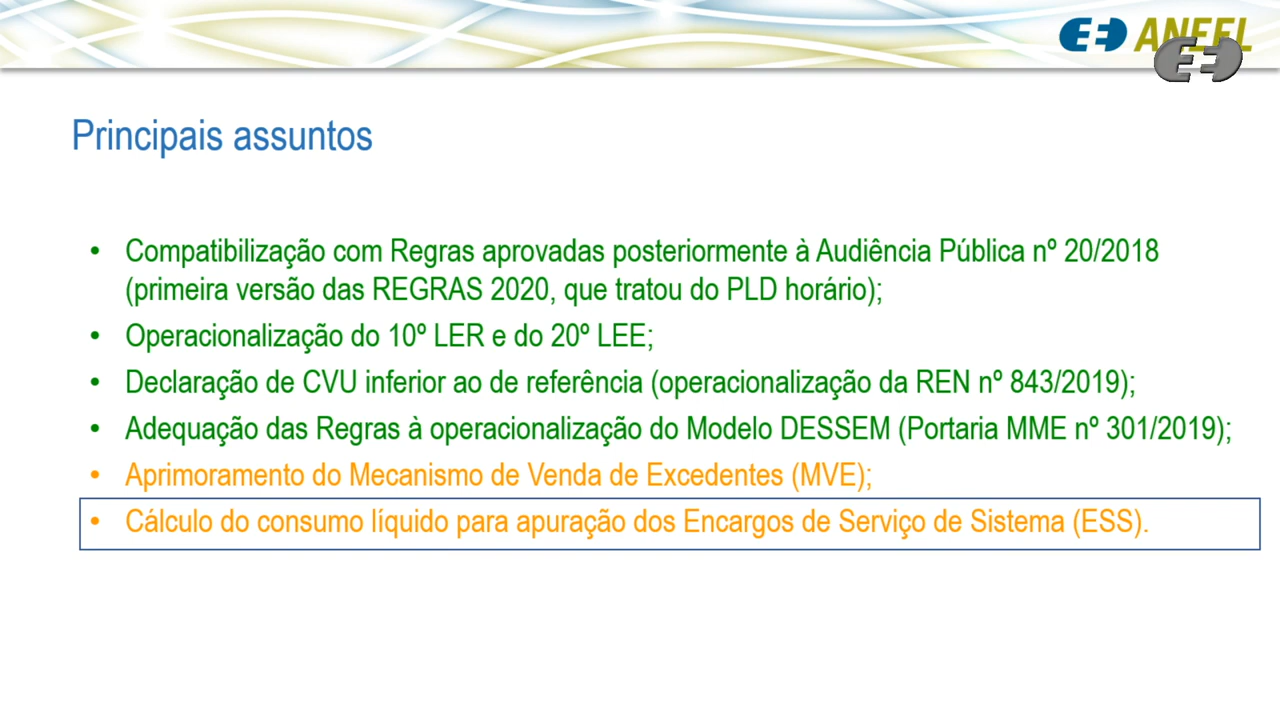 ANEEL
Principais assuntos
• Compatibilização com Regras aprovadas posteriormente à Audiência Pública nº 20/2018
(primeira versão das REGRAS 2020, que tratou do PLD horário);
• Operacionalização do 10º LER e do 20º LEE;
• Declaração de CVU inferior ao de referência (operacionalização da REN nº 843/2019);
• Adequação das Regras à operacionalização do Modelo DESSEM (Portaria MME nº 301/2019);
• Aprimoramento do Mecanismo de Venda de Excedentes (MVE);
• Cálculo do consumo líquido para apuração dos Encargos de Serviço de Sistema (ESS).